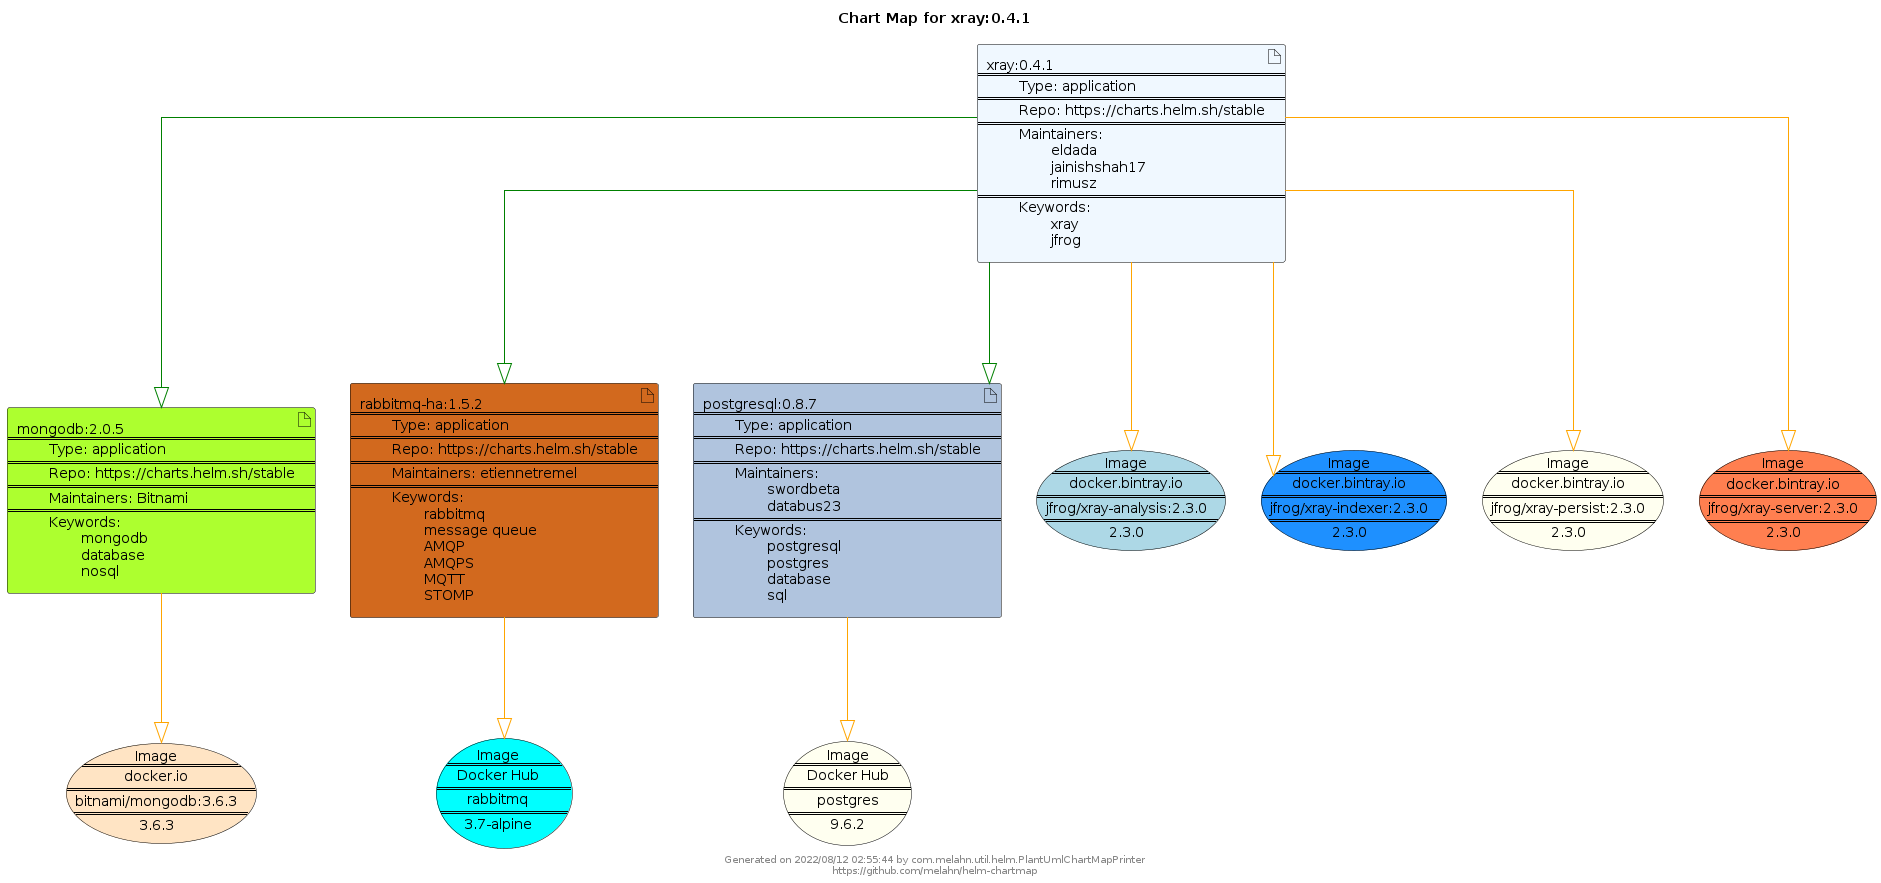 Chart Map for xray:0.4.1
xray:0.4.1
Type: application
Repo: https://charts.helm.sh/stable
Maintainers:
eldada
jainishshah17
rimusz
Keywords:
xray
jfrog
mongodb:2.0.5
Type: application
Repo: https://charts.helm.sh/stable
Maintainers: Bitnami
Keywords:
mongodb
database
nosql
rabbitmq-ha:1.5.2
Type: application
Repo: https://charts.helm.sh/stable
Maintainers: etiennetremel
Keywords:
rabbitmq
message queue
AMQP
AMQPS
MQTT
STOMP
postgresql:0.8.7
Type: application
Repo: https://charts.helm.sh/stable
Maintainers:
swordbeta
databus23
Keywords:
postgresql
postgres
database
sql
Image
docker.bintray.io
jfrog/xray-analysis:2.3.0
2.3.0
Image
docker.bintray.io
jfrog/xray-indexer:2.3.0
2.3.0
Image
docker.bintray.io
jfrog/xray-persist:2.3.0
2.3.0
Image
docker.bintray.io
jfrog/xray-server:2.3.0
2.3.0
Image
docker.io
bitnami/mongodb:3.6.3
3.6.3
Image
Docker Hub
rabbitmq
3.7-alpine
Image
Docker Hub
postgres
9.6.2
Generated on 2022/08/12 02:55:44 by com.melahn.util.helm.PlantUmlChartMapPrinter
https://github.com/melahn/helm-chartmap